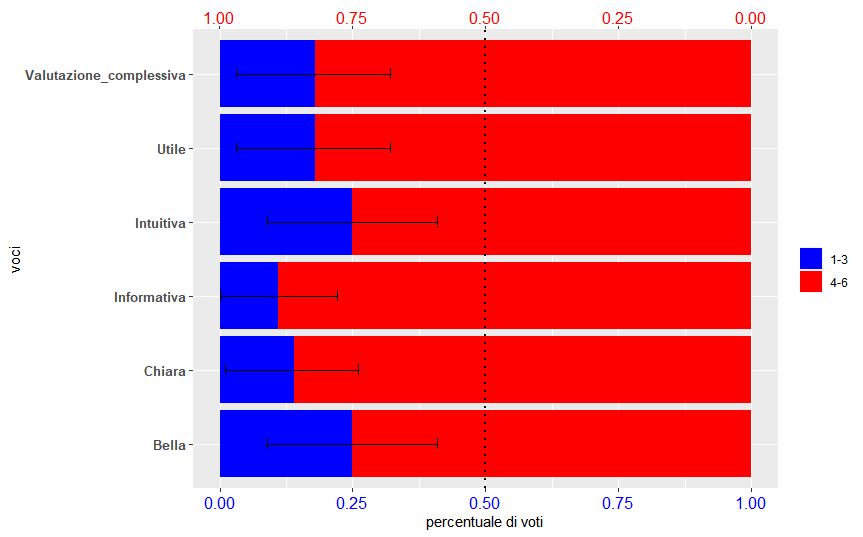 1.00 0.75 0.50 0.25 0.00
Valutazione_complessiva
Utile
Intuitiva
Informativa
Chiara
Bella
voci
0.00 0.25 0.50 0.75 1.00
percentuale di voti
1-3
4-6